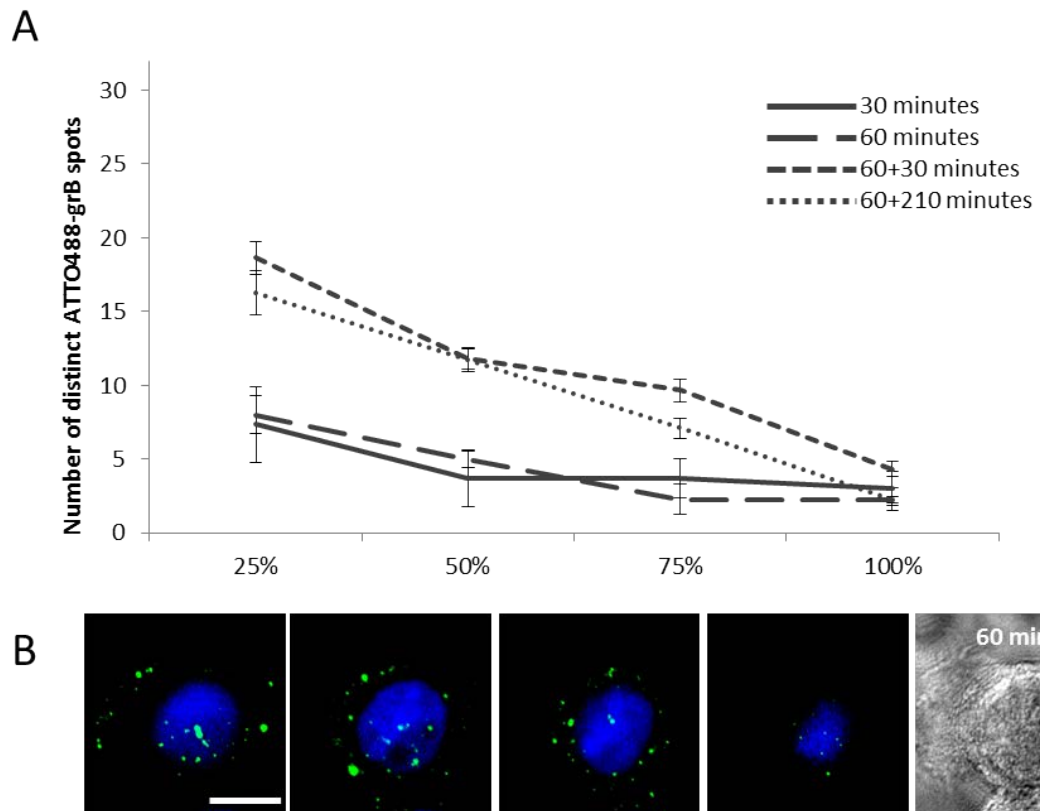 A
Number of distinct ATTO488-grB spots
30
25
20
15
10
5
0
25% 50% 75% 100%
30 minutes
60 minutes
60+30 minutes
60+210 minutes
B
60 min